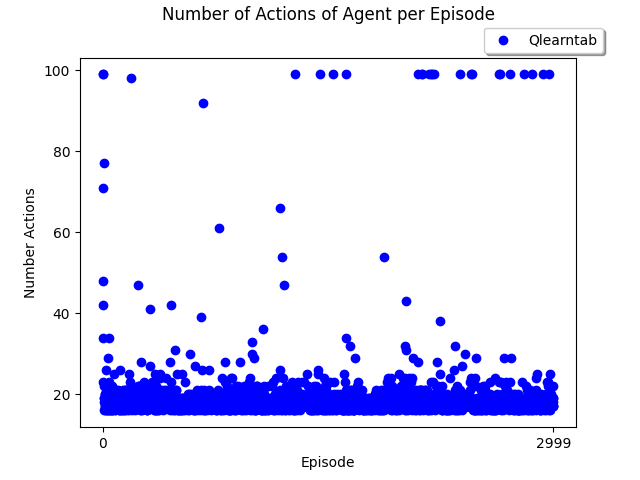 Number of Actions of Agent per Episode
Qlearntab
100
80
60
40
20
Number Actions
0
2999
Episode